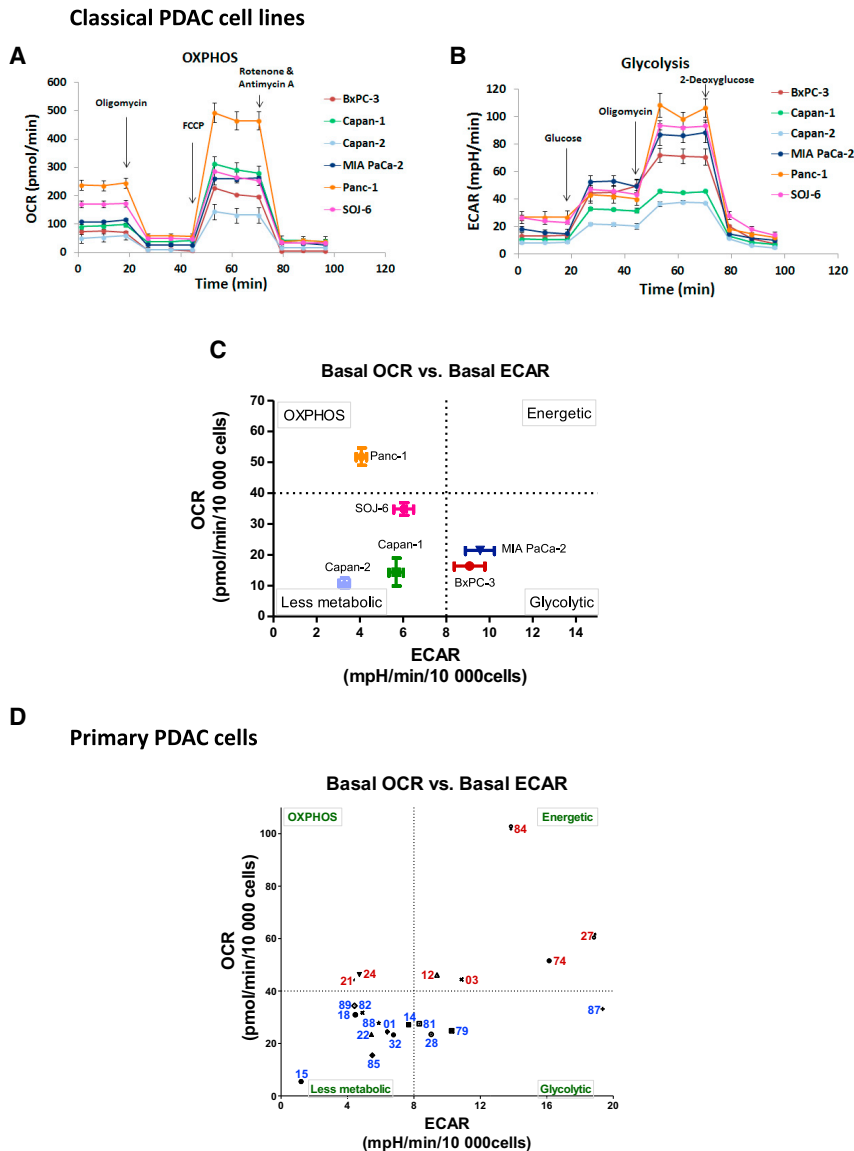 Classical PDAC cell lines
A
OXPHOS
600
500
400
300
200
100
0
OCR (pmol/min)
0 20 40 60 80 100 120
Time (min)
Oligomycin
FCCP
Rotenone &
Antimycin A
BxPC-3
Capan-1
Capan-2
MIA PaCa-2
Panc-1
SOJ-6
B
Glycolysis
120
100
80
60
40
20
0
ECAR (mpH/min)
0 20 40 60 80 100 120
Time (min)
Glucose
Oligomycin
2-Deoxyglucose
BxPC-3
Capan-1
Capan-2
MIA PaCa-2
Panc-1
SOJ-6
C
Basal OCR vs. Basal ECAR
OXPHOS
Energetic
70
60
50
40
30
20
10
0
OCR
(pmol/min/10 000 cells)
Panc-1
SOJ-6
Capan-1
Capan-2
MIA PaCa-2
BxPC-3
Less metabolic
Glycolytic
0 2 4 6 8 10 12 14
ECAR
(mpH/min/10 000cells)
D
Primary PDAC cells
Basal OCR vs. Basal ECAR
OXPHOS
Energetic
100
80
60
40
20
0
OCR
(pmol/min/10 000 cells)
84
27
74
24
21
12
03
89 82
18
88 01
22
32
14
81
28
79
87
85
15
Less metabolic
Glycolytic
0 4 8 12 16 20
ECAR
(mpH/min/10 000cells)